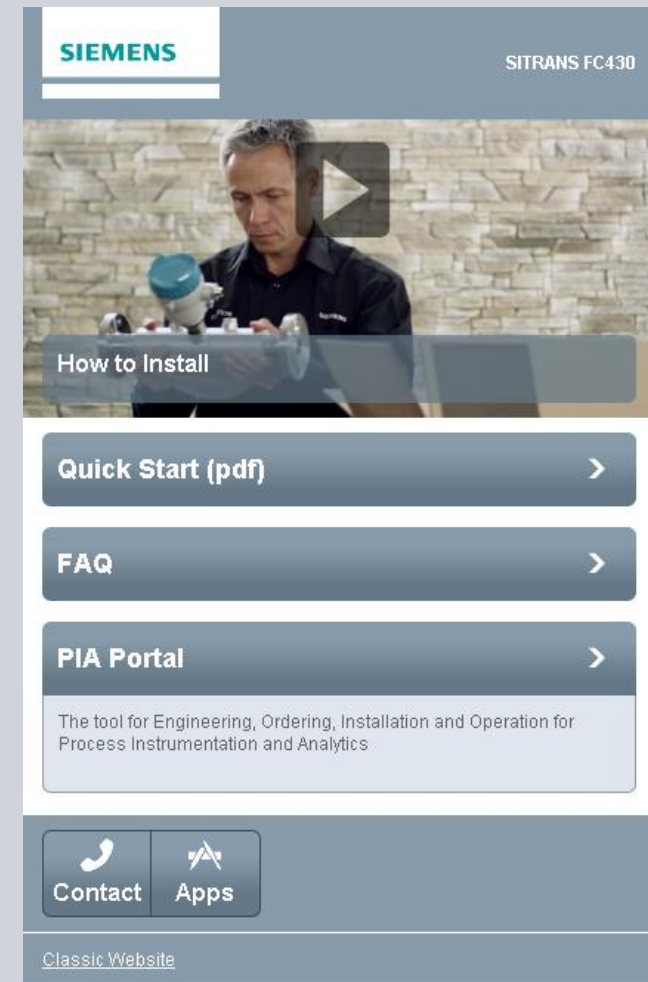 SIEMENS
SITRANS FC430
How to Install
Quick Start (pdf)
FAQ
PIA Portal
The tool for Engineering, Ordering, Installation and Operation for
Process Instrumentation and Analytics
Contact
Apps
Classic Website